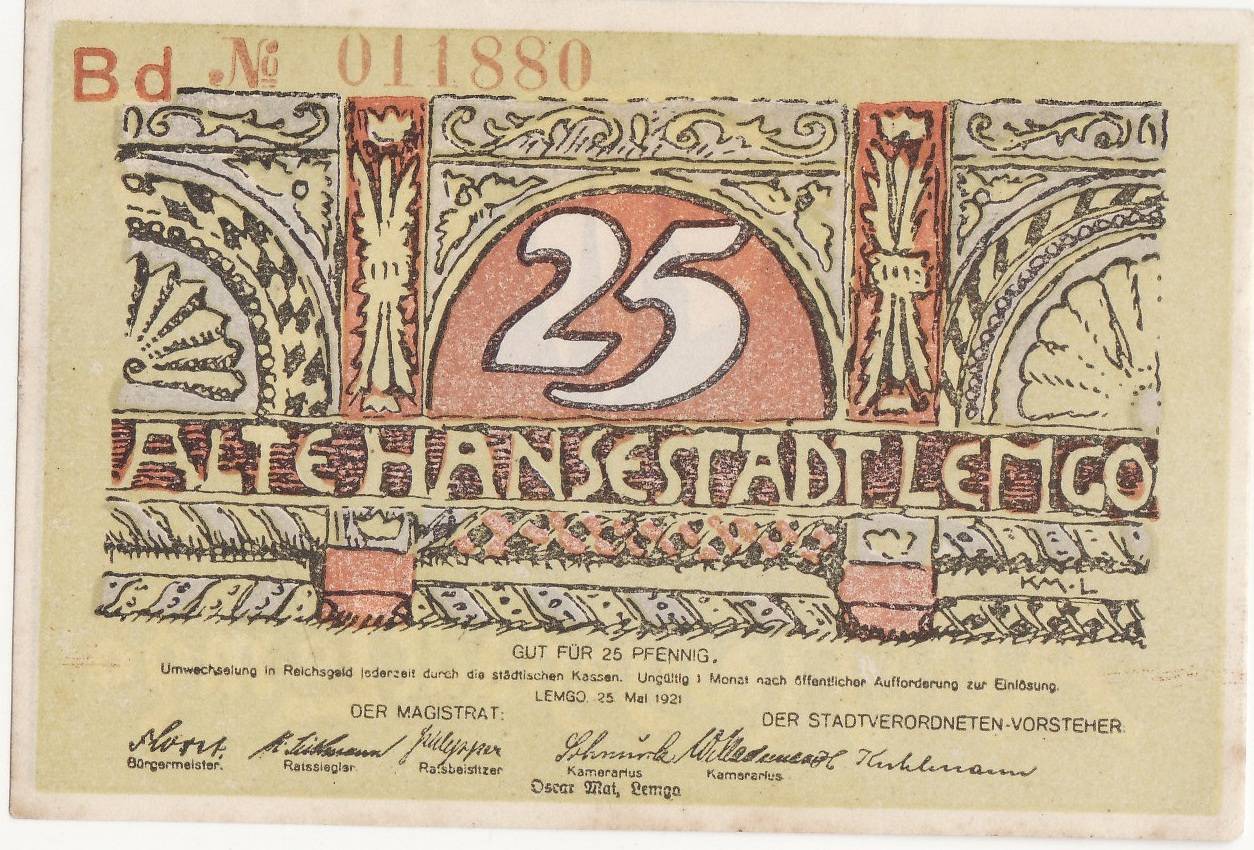 Bd № 011880
25
ALTE HANSESTADT LEMGO
KM·L
GUT FÜR 25 PFENNIG.
Umwechselung in Reichsgeld jederzeit durch die städtischen Kassen. Ungültig 1 Monat nach öffentlicher Aufforderung zur Einlösung.
LEMGO, 25. Mai 1921
DER MAGISTRAT:
DER STADTVERORDNETEN-VORSTEHER:
Kuhlmann
Bürgermeister. Ratssiegler. Ratsbeisitzer Kamerarius Kamerarius.
Oscar Mai, Lemgo